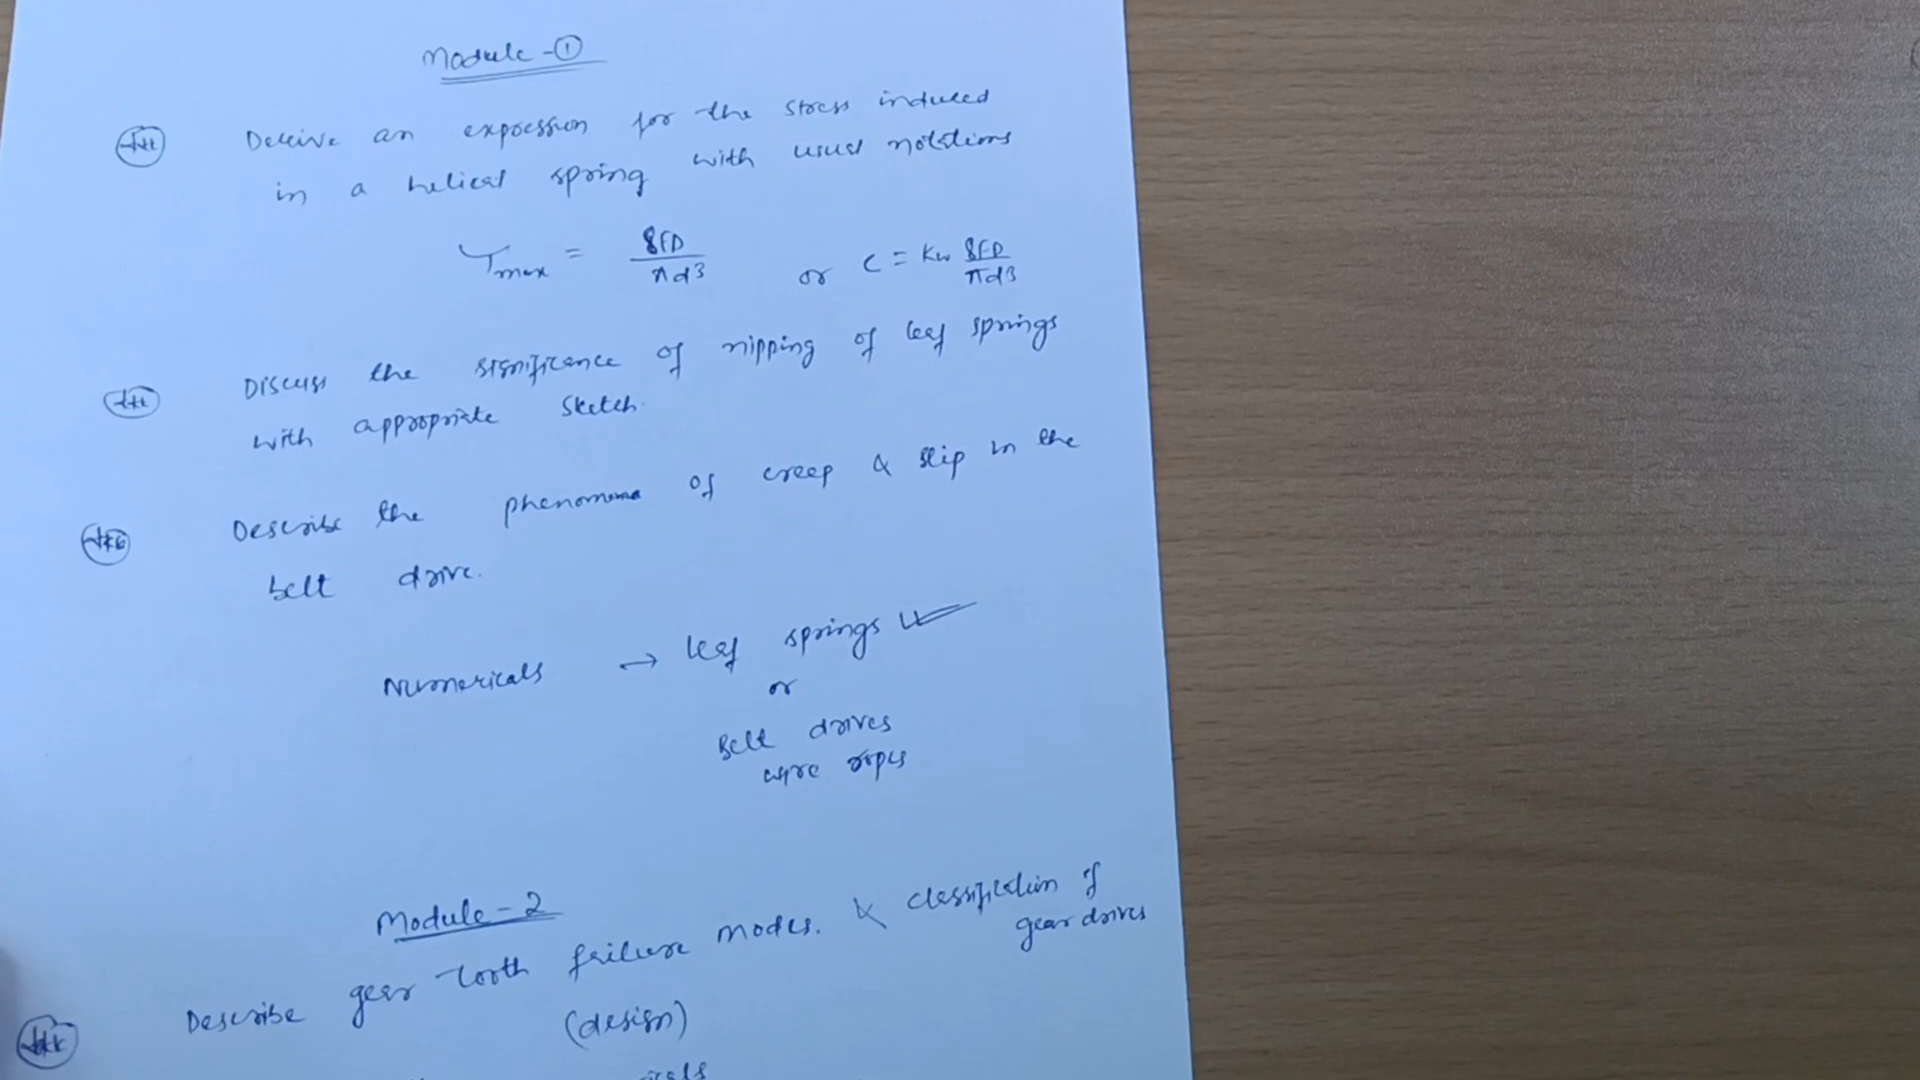 Module - ①
Derive an expression for the stress induced
in a helical spring with usual notations
τmax = 8FD/πd3 or τ = Kw 8FD/πd3
Discuss the significance of nipping of leaf springs
with appropriate sketch.
Describe the phenomena of creep & slip in the
belt drive.
Numericals → leaf springs
or
Belt drives
wire ropes
Module - 2
Describe gear tooth failure modes. & classification of
gear drives
(design)